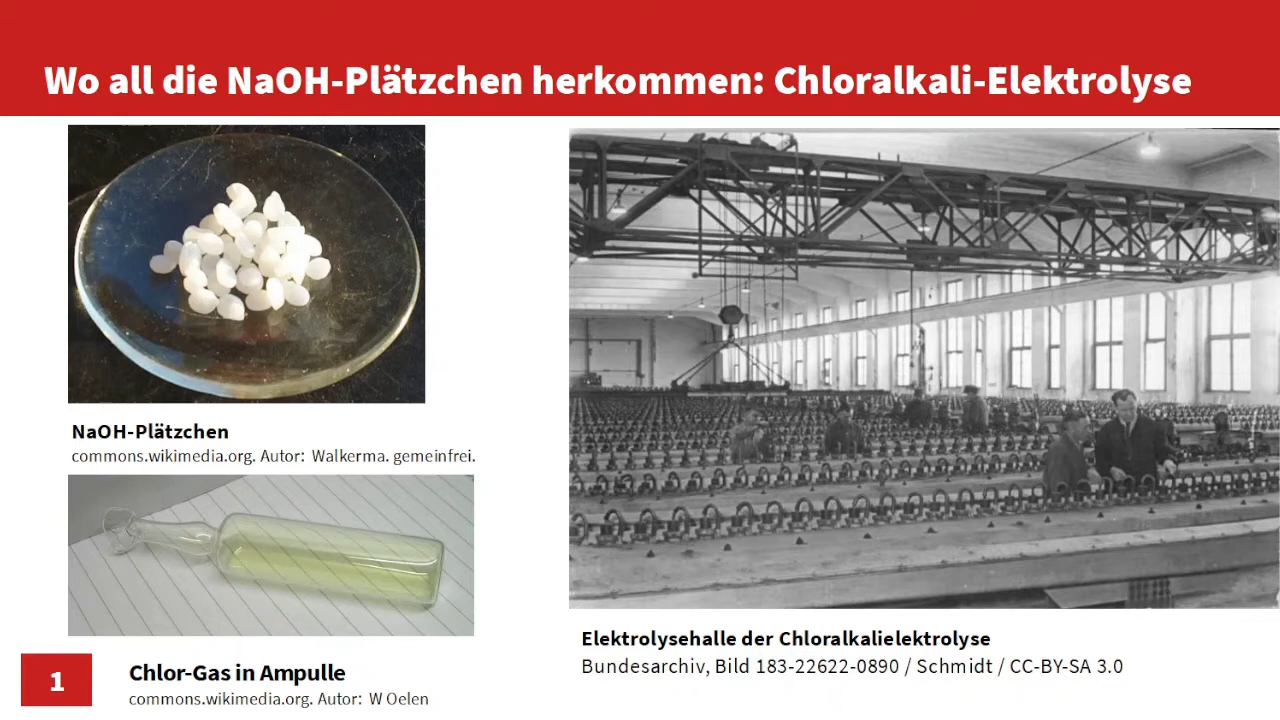 Wo all die NaOH-Plätzchen herkommen: Chloralkali-Elektrolyse
NaOH-Plätzchen
commons.wikimedia.org. Autor: Walkerma. gemeinfrei.
Chlor-Gas in Ampulle
commons.wikimedia.org. Autor: W Oelen
1
Elektrolysehalle der Chloralkalielektrolyse
Bundesarchiv, Bild 183-22622-0890 / Schmidt / CC-BY-SA 3.0